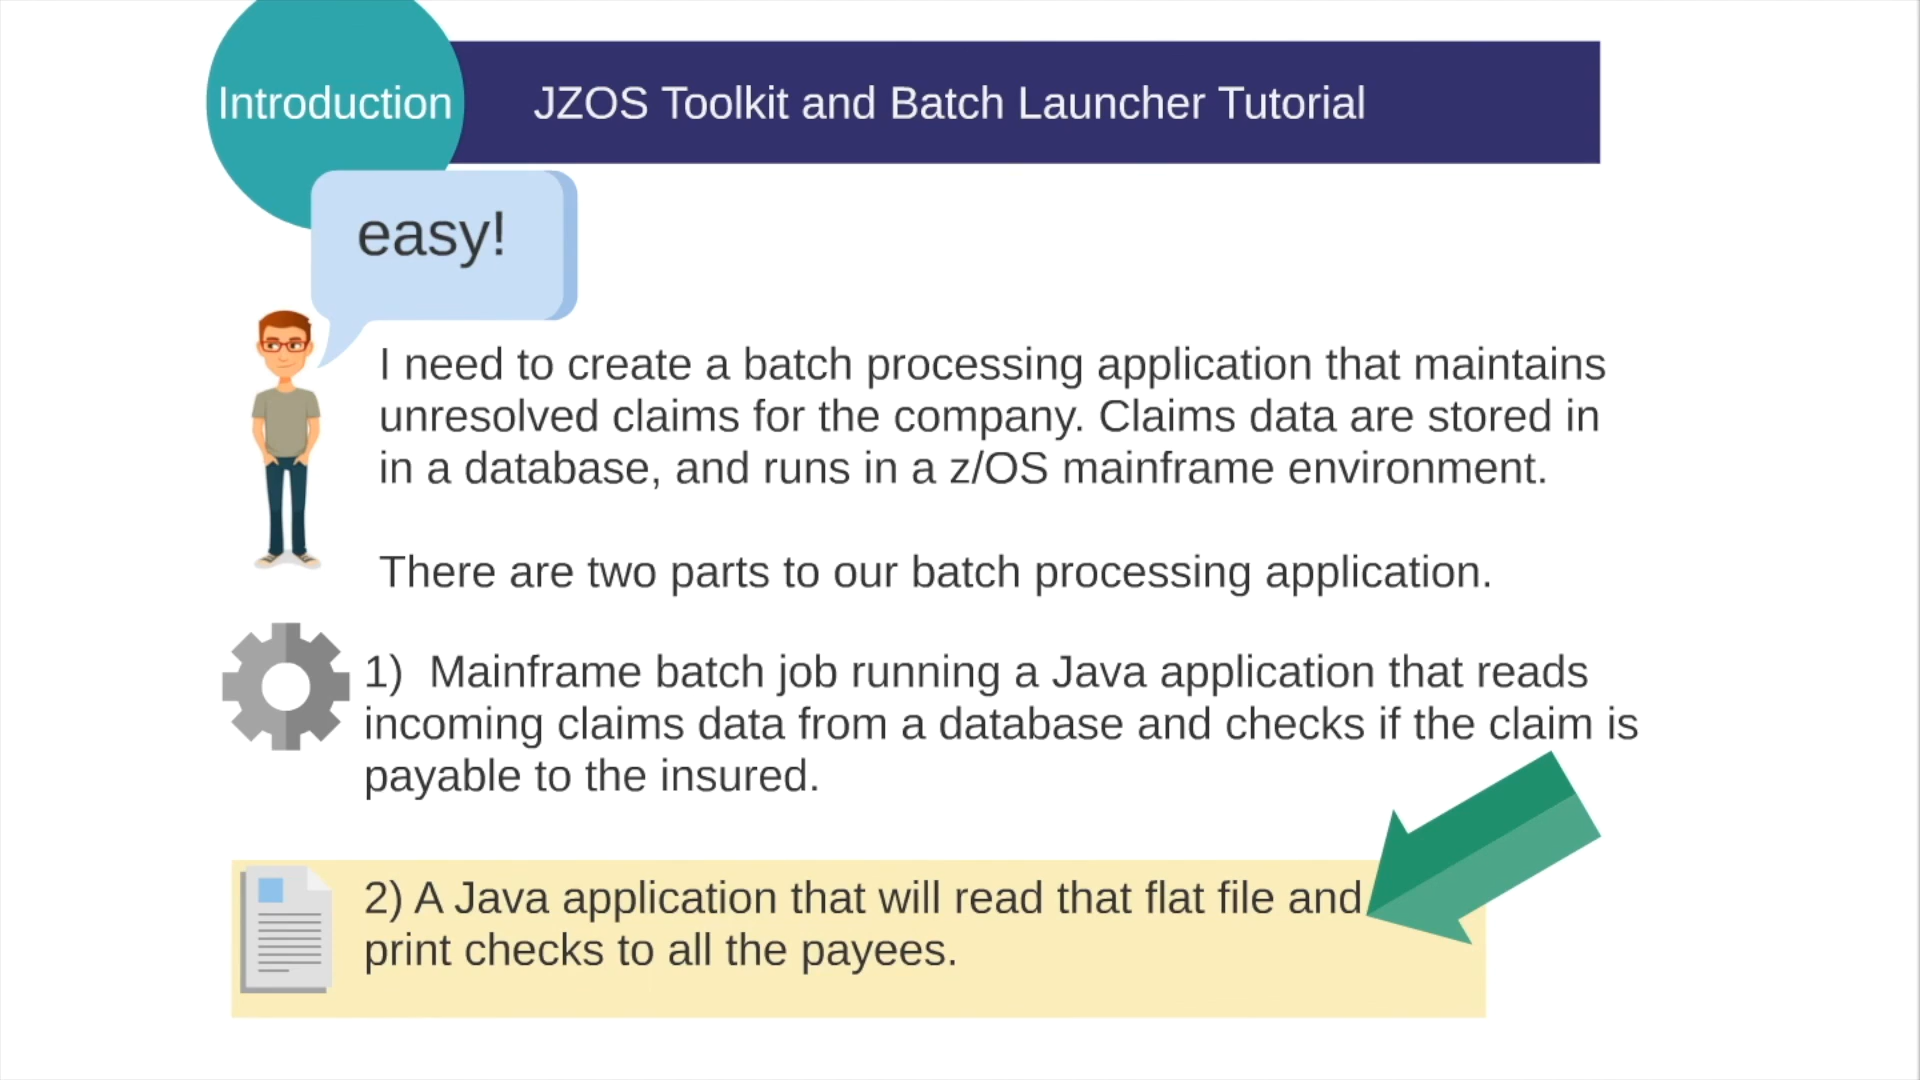 Introduction
JZOS Toolkit and Batch Launcher Tutorial
easy!
I need to create a batch processing application that maintains
unresolved claims for the company. Claims data are stored in
in a database, and runs in a z/OS mainframe environment.
There are two parts to our batch processing application.
1) Mainframe batch job running a Java application that reads
incoming claims data from a database and checks if the claim is
payable to the insured.
2) A Java application that will read that flat file and
print checks to all the payees.